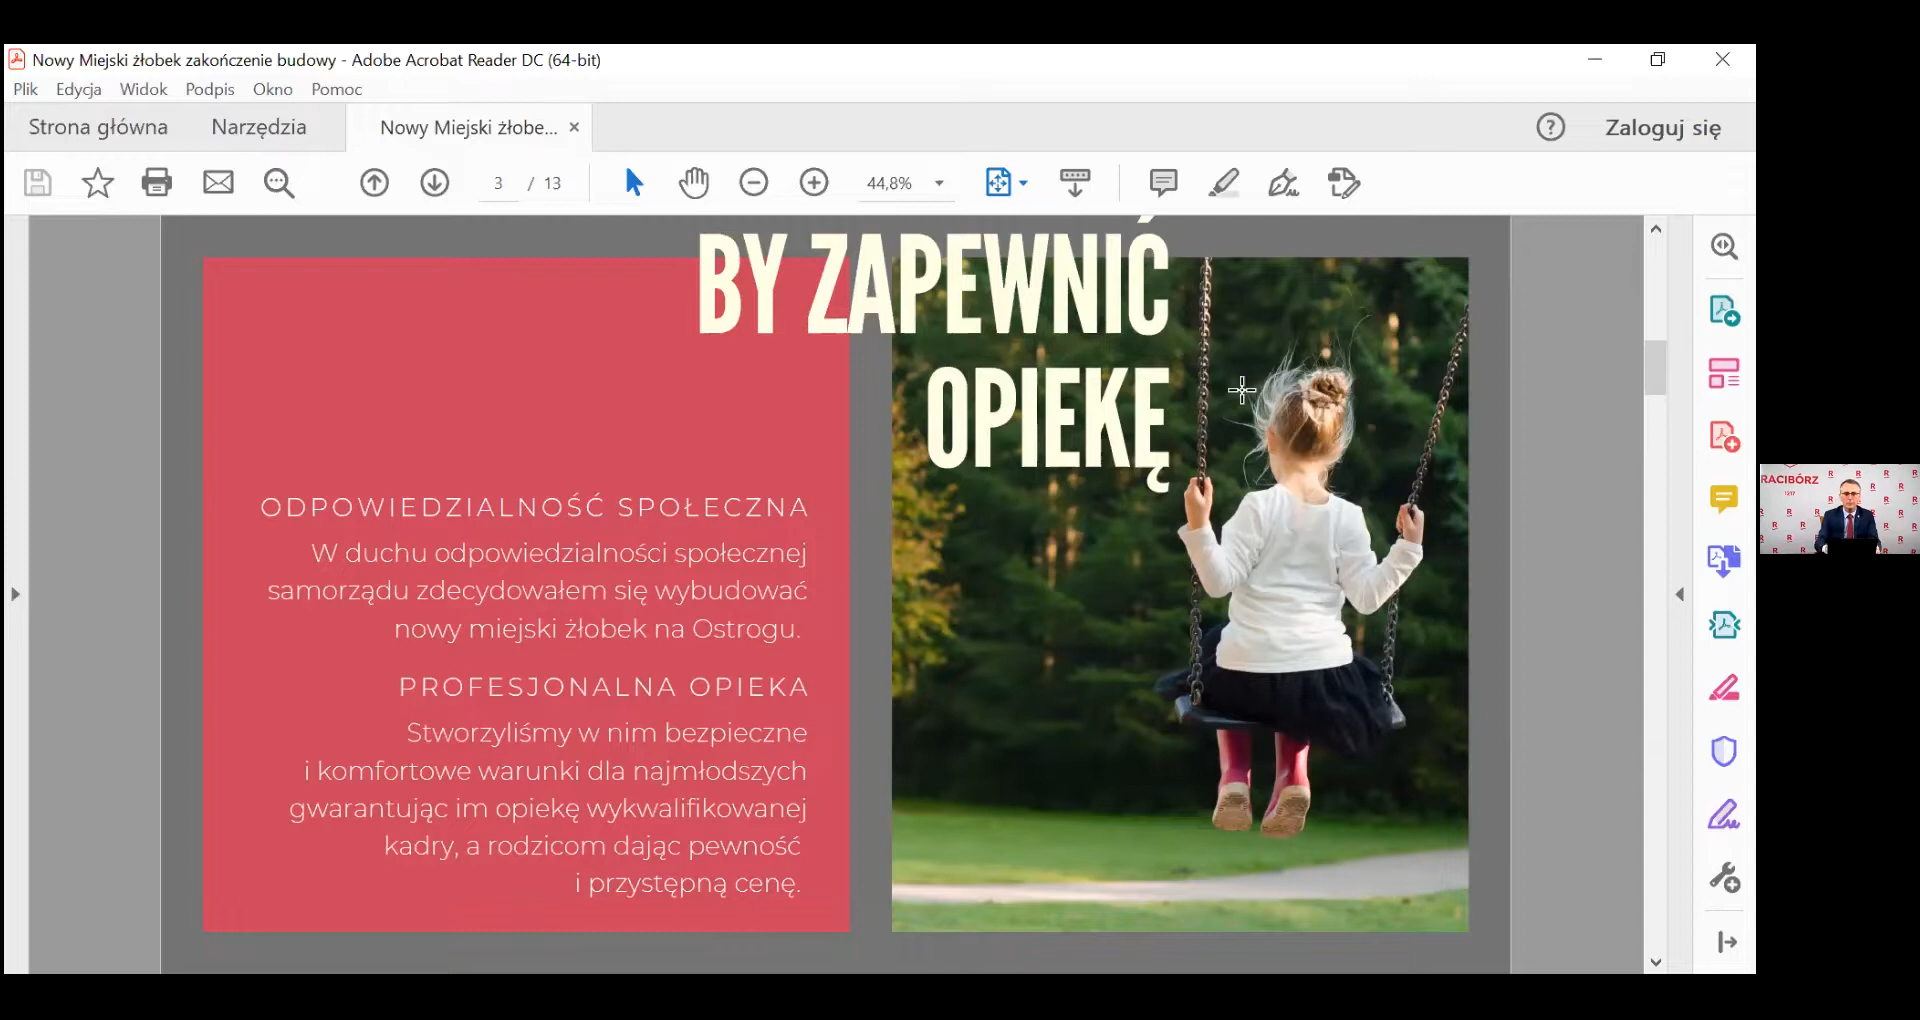 Nowy Miejski żłobek zakończenie budowy - Adobe Acrobat Reader DC (64-bit)
Plik Edycja Widok Podpis Okno Pomoc
Strona główna Narzędzia Nowy Miejski żłobe... Zaloguj się
3 / 13 44,8%
BY ZAPEWNIĆ
OPIEKĘ
ODPOWIEDZIALNOŚĆ SPOŁECZNA
W duchu odpowiedzialności społecznej
samorządu zdecydowałem się wybudować
nowy miejski żłobek na Ostrogu.
PROFESJONALNA OPIEKA
Stworzyliśmy w nim bezpieczne
i komfortowe warunki dla najmłodszych
gwarantując im opiekę wykwalifikowanej
kadry, a rodzicom dając pewność
i przystępną cenę.
RACIBÓRZ